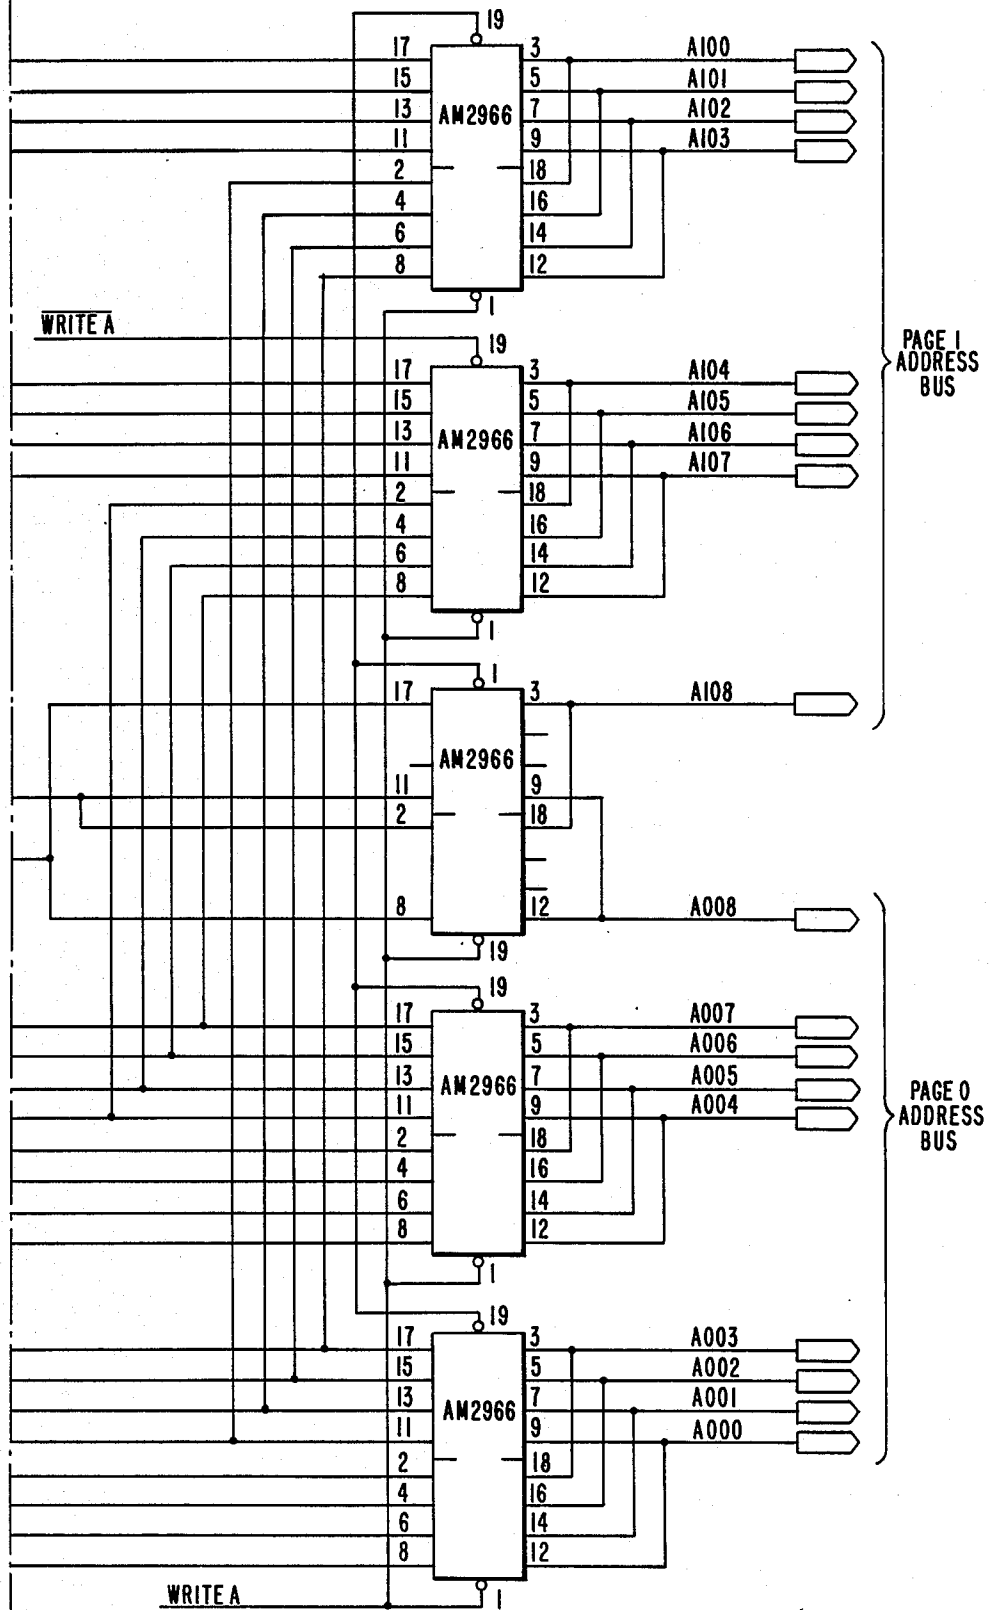 19
17 3 A100
15 5 A101
13 AM2966 7 A102
11 9 A103
2 18
4 16
6 14
8 12
1
WRITE A
19
PAGE 1
ADDRESS
BUS
17 3 A104
15 5 A105
13 AM2966 7 A106
11 9 A107
2 18
4 16
6 14
8 12
1
1
17 3 A108
AM2966
11 9
2 18
8 12 A008
19
19
17 3 A007
15 5 A006
13 AM2966 7 A005
11 9 A004
PAGE 0
ADDRESS
BUS
2 18
4 16
6 14
8 12
1
19
17 3 A003
15 5 A002
13 AM2966 7 A001
11 9 A000
2 18
4 16
6 14
8 12
WRITE A 1